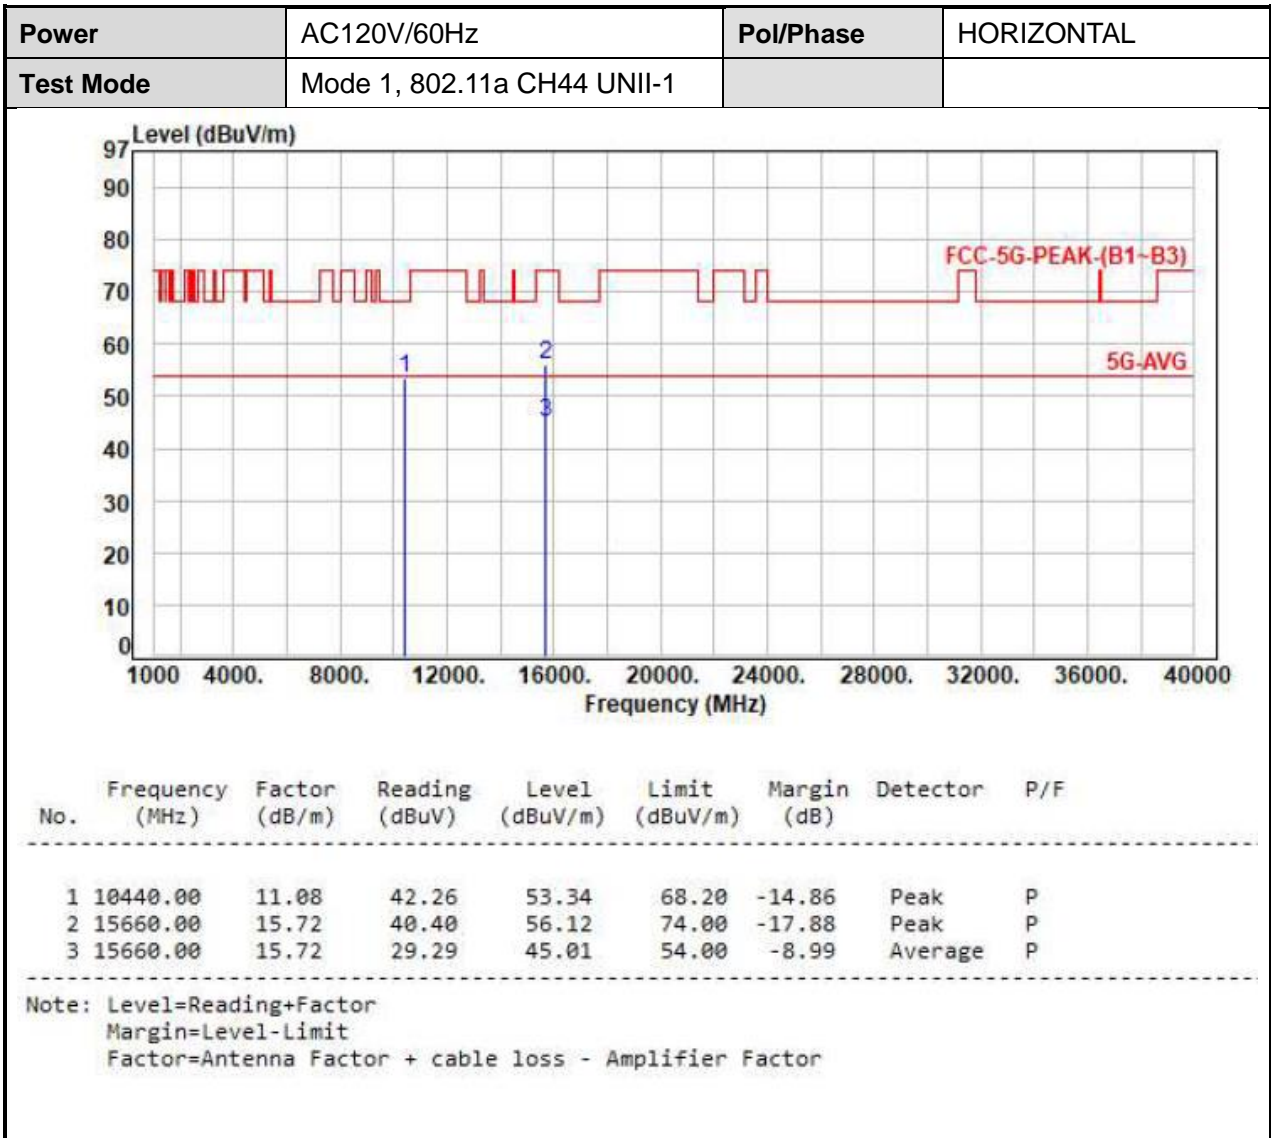 Power AC120V/60Hz Pol/Phase HORIZONTAL
Test Mode Mode 1, 802.11a CH44 UNII-1
Level (dBuV/m)
97
90
80
FCC-5G-PEAK-(B1~B3)
70
60
5G-AVG
50
40
30
20
10
0
1
2
3
1000 4000. 8000. 12000. 16000. 20000. 24000. 28000. 32000. 36000. 40000
Frequency (MHz)
Frequency Factor Reading Level Limit Margin Detector P/F
No. (MHz) (dB/m) (dBuV) (dBuV/m) (dBuV/m) (dB)
1 10440.00 11.08 42.26 53.34 68.20 -14.86 Peak P
2 15660.00 15.72 40.40 56.12 74.00 -17.88 Peak P
3 15660.00 15.72 29.29 45.01 54.00 -8.99 Average P
Note: Level=Reading+Factor
Margin=Level-Limit
Factor=Antenna Factor + cable loss - Amplifier Factor